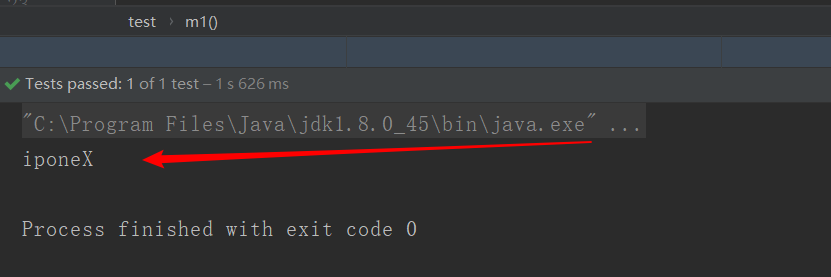 test › m1()
Tests passed: 1 of 1 test – 1 s 626 ms
"C:\Program Files\Java\jdk1.8.0_45\bin\java.exe" ...
iponeX
Process finished with exit code 0